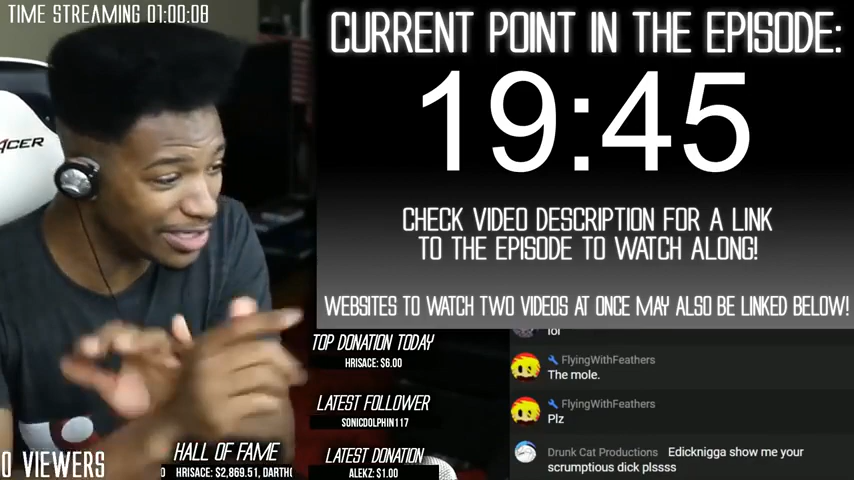 TIME STREAMING 01:00:08
CURRENT POINT IN THE EPISODE:
19:45
CHECK VIDEO DESCRIPTION FOR A LINK
TO THE EPISODE TO WATCH ALONG!
WEBSITES TO WATCH TWO VIDEOS AT ONCE MAY ALSO BE LINKED BELOW!
ACER
TOP DONATION TODAY
HRISACE: $6.00
LATEST FOLLOWER
SONICDOLPHIN117
LATEST DONATION
ALEKZ: $1.00
HALL OF FAME
HRISACE: $2,869.51, DARTH
0 VIEWERS
lol
FlyingWithFeathers
The mole.
FlyingWithFeathers
Plz
Drunk Cat Productions Edicknigga show me your
scrumptious dick plssss